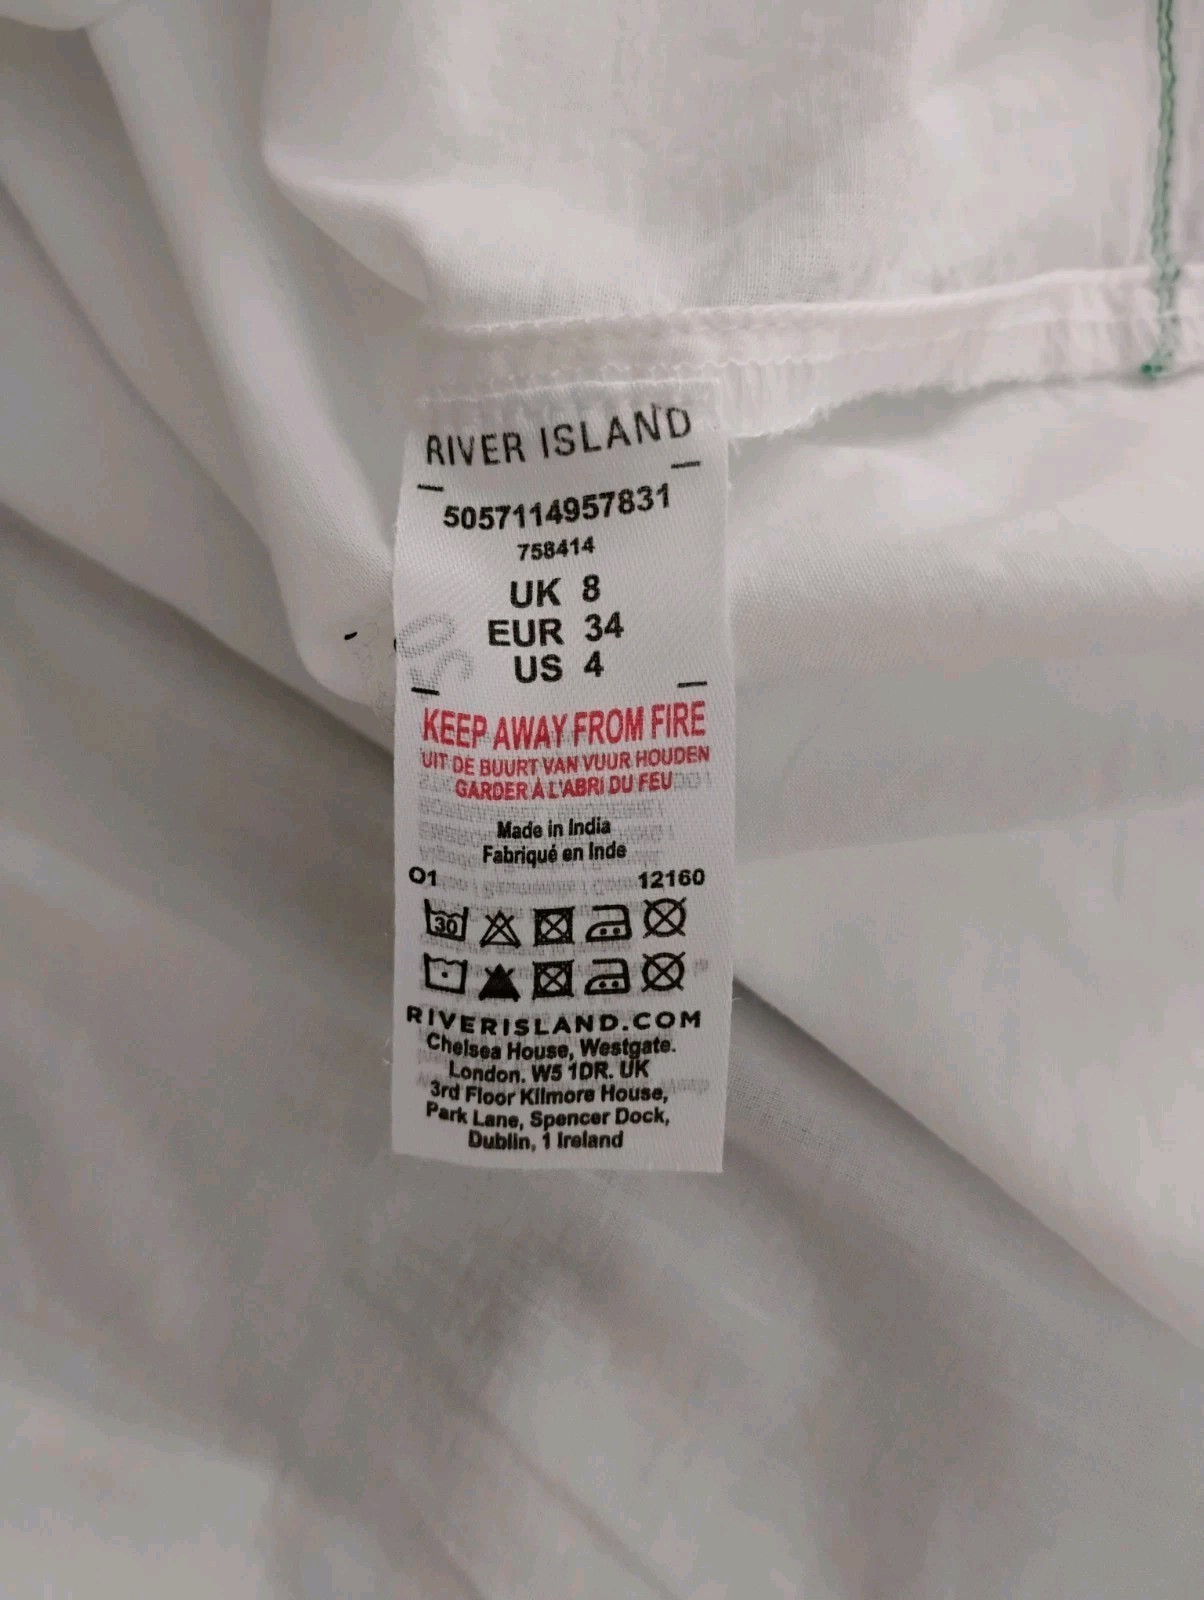 RIVER ISLAND
5057114957831
758414
UK 8
EUR 34
US 4
KEEP AWAY FROM FIRE
UIT DE BUURT VAN VUUR HOUDEN
GARDER À L'ABRI DU FEU
Made in India
Fabriqué en Inde
O1 12160
30
RIVERISLAND.COM
Chelsea House, Westgate.
London. W5 1DR. UK
3rd Floor Kilmore House,
Park Lane, Spencer Dock,
Dublin, 1 Ireland